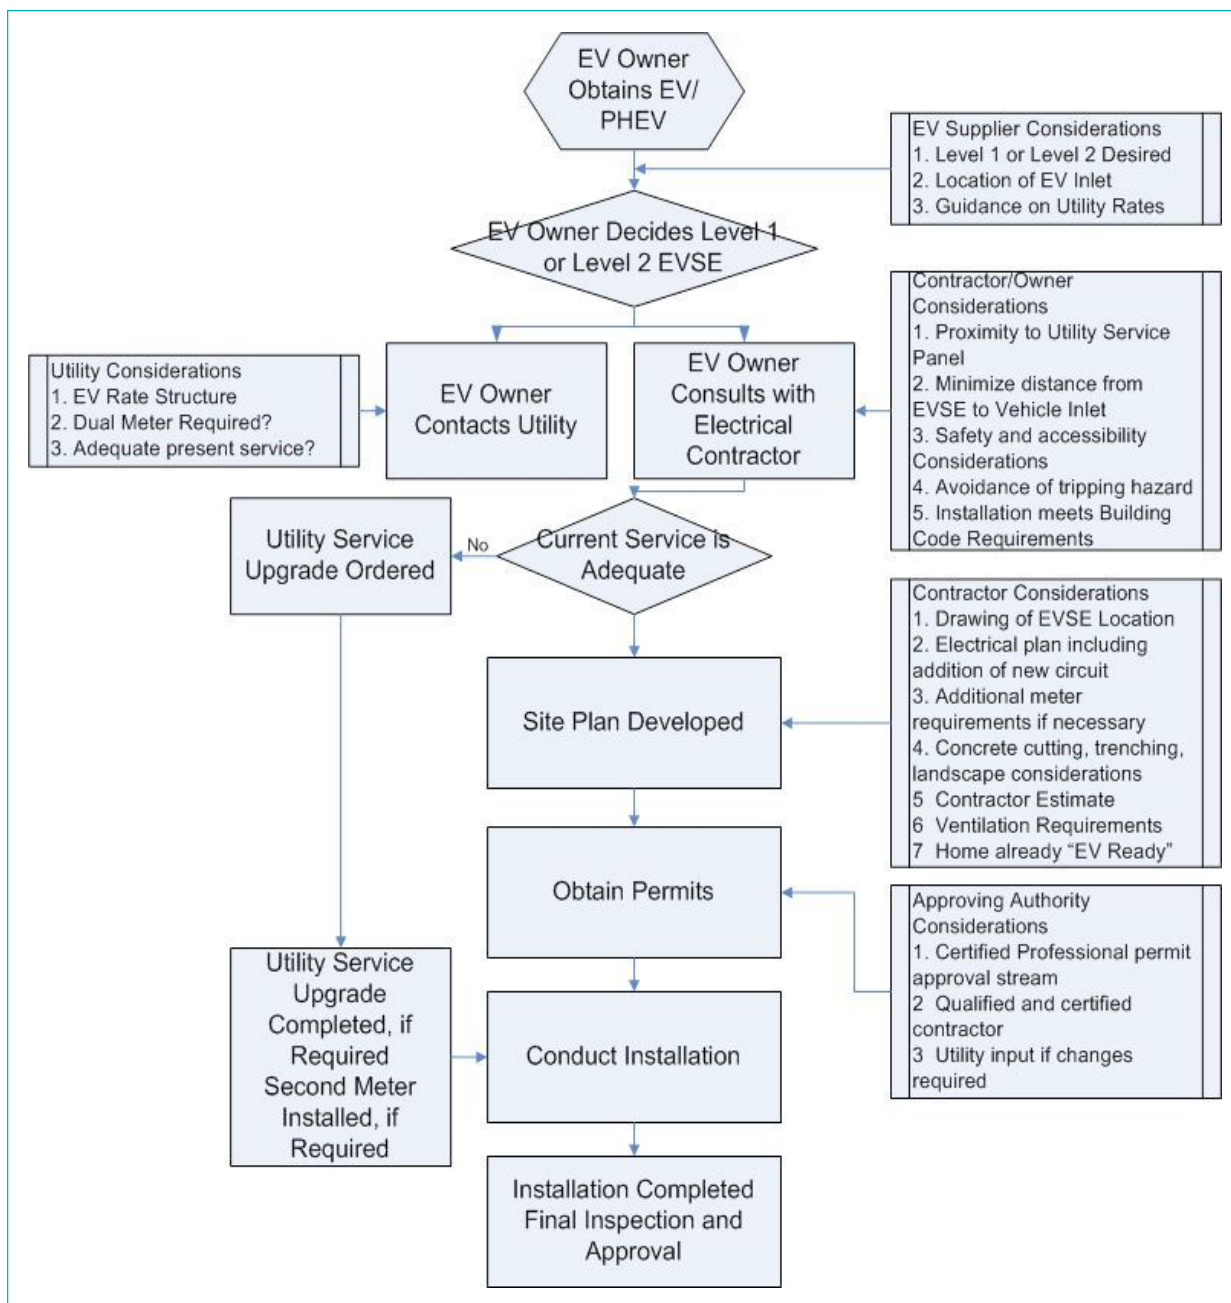 EV Owner
Obtains EV/
PHEV
EV Supplier Considerations
1. Level 1 or Level 2 Desired
2. Location of EV Inlet
3. Guidance on Utility Rates
EV Owner Decides Level 1
or Level 2 EVSE
Contractor/Owner
Considerations
1. Proximity to Utility Service
Panel
2. Minimize distance from
EVSE to Vehicle Inlet
3. Safety and accessibility
Considerations
4. Avoidance of tripping hazard
5. Installation meets Building
Code Requirements
Utility Considerations
1. EV Rate Structure
2. Dual Meter Required?
3. Adequate present service?
EV Owner
Contacts Utility
EV Owner
Consults with
Electrical
Contractor
Utility Service
Upgrade Ordered
No
Current Service is
Adequate
Contractor Considerations
1. Drawing of EVSE Location
2. Electrical plan including
addition of new circuit
3. Additional meter
requirements if necessary
4. Concrete cutting, trenching,
landscape considerations
5  Contractor Estimate
6  Ventilation Requirements
7  Home already “EV Ready”
Site Plan Developed
Obtain Permits
Approving Authority
Considerations
1. Certified Professional permit
approval stream
2  Qualified and certified
contractor
3  Utility input if changes
required
Utility Service
Upgrade
Completed, if
Required
Second Meter
Installed, if
Required
Conduct Installation
Installation Completed
Final Inspection and
Approval